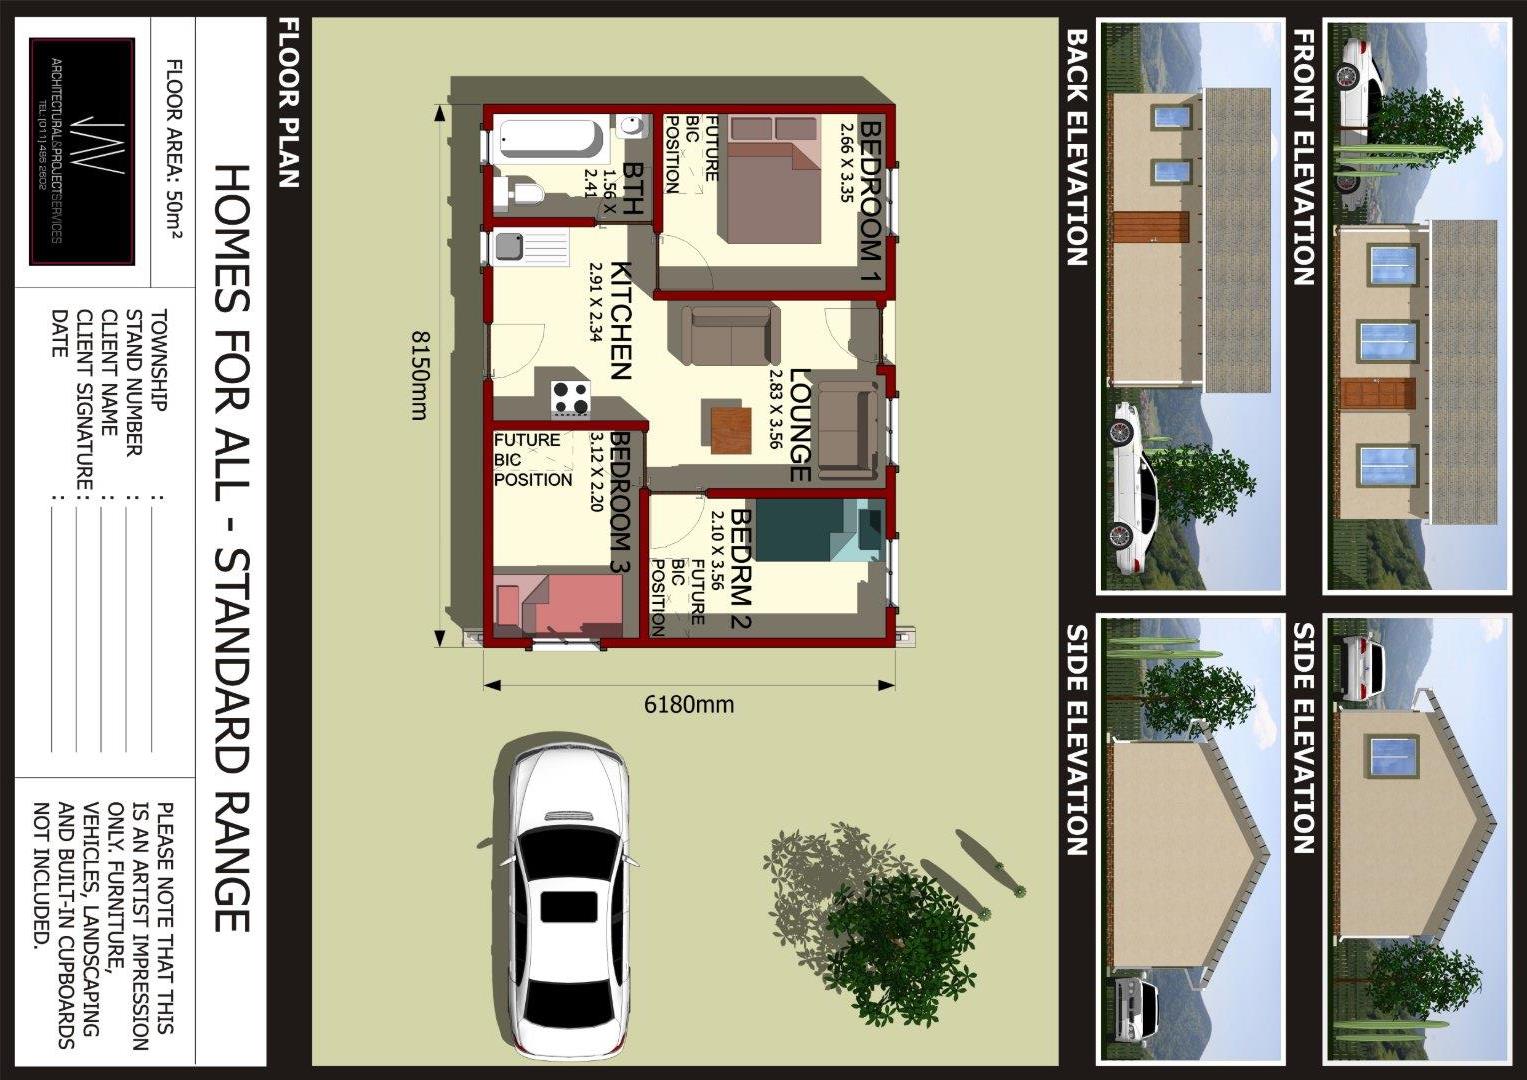 HOMES FOR ALL - STANDARD RANGE
FLOOR AREA: 50m²
JAV
ARCHITECTURAL&PROJECTSERVICES
TEL: [011] 486 2602
TOWNSHIP :
STAND NUMBER :
CLIENT NAME :
CLIENT SIGNATURE :
DATE :
PLEASE NOTE THAT THIS
IS AN ARTIST IMPRESSION
ONLY. FURNITURE,
VEHICLES, LANDSCAPING
AND BUILT-IN CUPBOARDS
NOT INCLUDED.
FLOOR PLAN
BEDROOM 1
2.66 X 3.35
FUTURE
BIC
POSITION
BTH
1.56 X
2.41
KITCHEN
2.91 X 2.34
LOUNGE
2.83 X 3.56
BEDRM 2
2.10 X 3.56
FUTURE
BIC
POSITION
BEDROOM 3
3.12 X 2.20
FUTURE
BIC
POSITION
8150mm
6180mm
FRONT ELEVATION
SIDE ELEVATION
BACK ELEVATION
SIDE ELEVATION